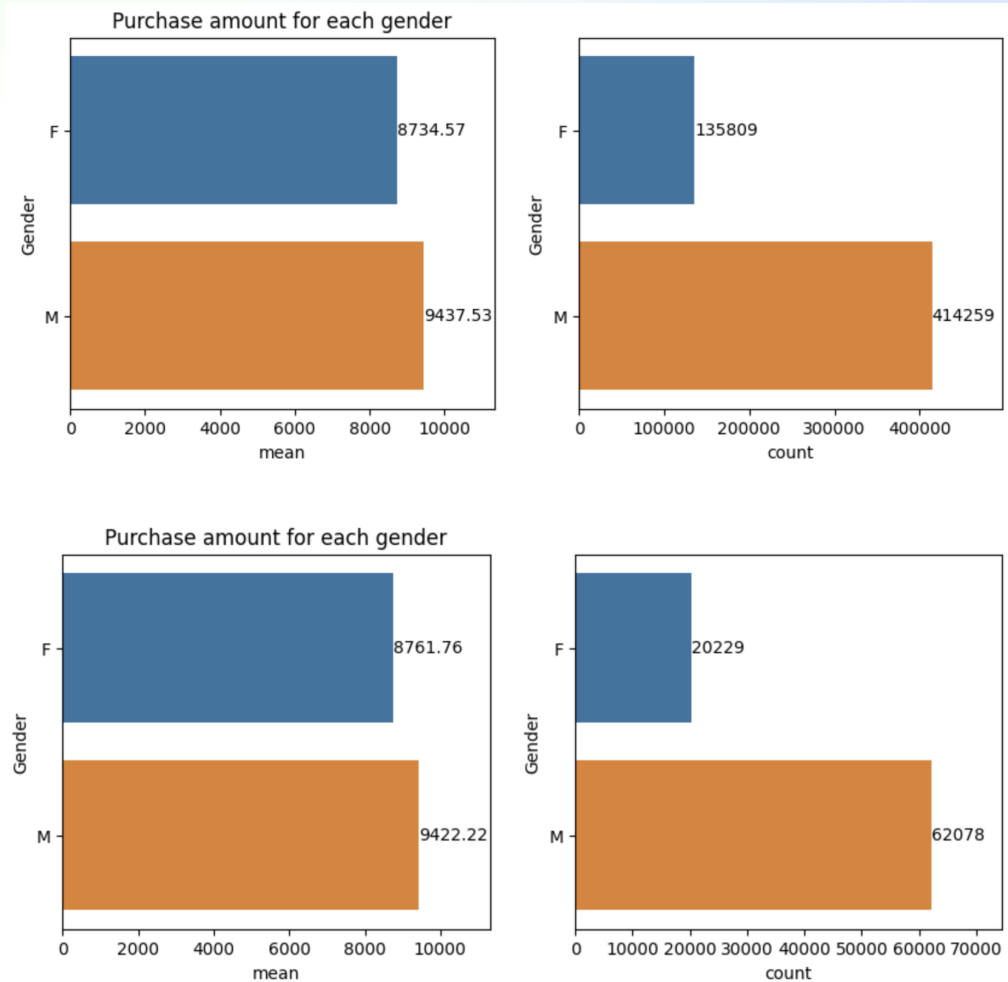 Purchase amount for each gender
F
8734.57
M
9437.53
Gender
0 2000 4000 6000 8000 10000
mean
F
135809
M
414259
Gender
0 100000 200000 300000 400000
count
Purchase amount for each gender
F
8761.76
M
9422.22
Gender
0 2000 4000 6000 8000 10000
mean
F
20229
M
62078
Gender
0 10000 20000 30000 40000 50000 60000 70000
count